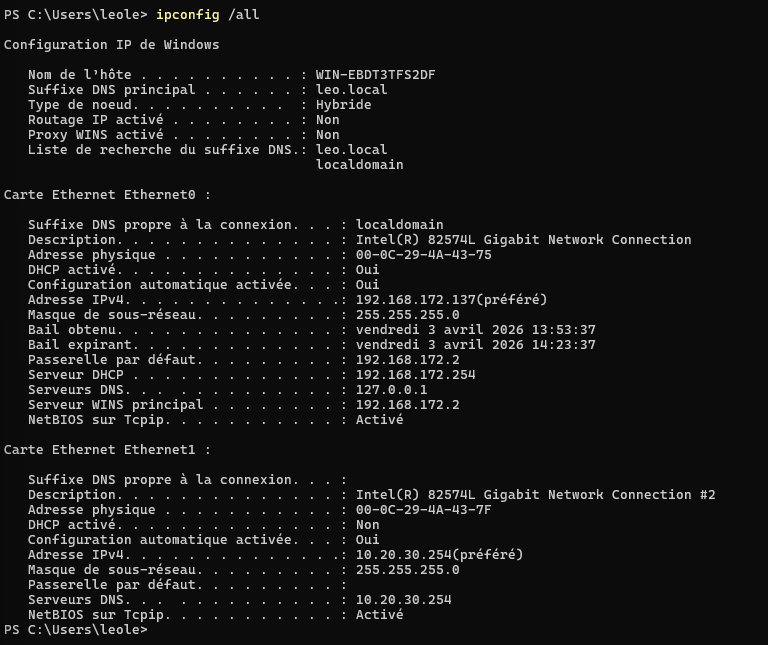 PS C:\Users\leole> ipconfig /all
Configuration IP de Windows
Nom de l’hôte . . . . . . . . . . : WIN-EBDT3TFS2DF
Suffixe DNS principal . . . . . . : leo.local
Type de noeud. . . . . . . . . .  : Hybride
Routage IP activé . . . . . . . . : Non
Proxy WINS activé . . . . . . . . : Non
Liste de recherche du suffixe DNS.: leo.local
localdomain
Carte Ethernet Ethernet0 :
Suffixe DNS propre à la connexion. . . : localdomain
Description. . . . . . . . . . . . . . : Intel(R) 82574L Gigabit Network Connection
Adresse physique . . . . . . . . . . . : 00-0C-29-4A-43-75
DHCP activé. . . . . . . . . . . . . . : Oui
Configuration automatique activée. . . : Oui
Adresse IPv4. . . . . . . . . . . . . .: 192.168.172.137(préféré)
Masque de sous-réseau. . . . . . . . . : 255.255.255.0
Bail obtenu. . . . . . . . . . . . . . : vendredi 3 avril 2026 13:53:37
Bail expirant. . . . . . . . . . . . . : vendredi 3 avril 2026 14:23:37
Passerelle par défaut. . . . . . . . . : 192.168.172.2
Serveur DHCP . . . . . . . . . . . . . : 192.168.172.254
Serveurs DNS. . .  . . . . . . . . . . : 127.0.0.1
Serveur WINS principal . . . . . . . . : 192.168.172.2
NetBIOS sur Tcpip. . . . . . . . . . . : Activé
Carte Ethernet Ethernet1 :
Suffixe DNS propre à la connexion. . . :
Description. . . . . . . . . . . . . . : Intel(R) 82574L Gigabit Network Connection #2
Adresse physique . . . . . . . . . . . : 00-0C-29-4A-43-7F
DHCP activé. . . . . . . . . . . . . . : Non
Configuration automatique activée. . . : Oui
Adresse IPv4. . . . . . . . . . . . . .: 10.20.30.254(préféré)
Masque de sous-réseau. . . . . . . . . : 255.255.255.0
Passerelle par défaut. . . . . . . . . :
Serveurs DNS. . .  . . . . . . . . . . : 10.20.30.254
NetBIOS sur Tcpip. . . . . . . . . . . : Activé
PS C:\Users\leole>